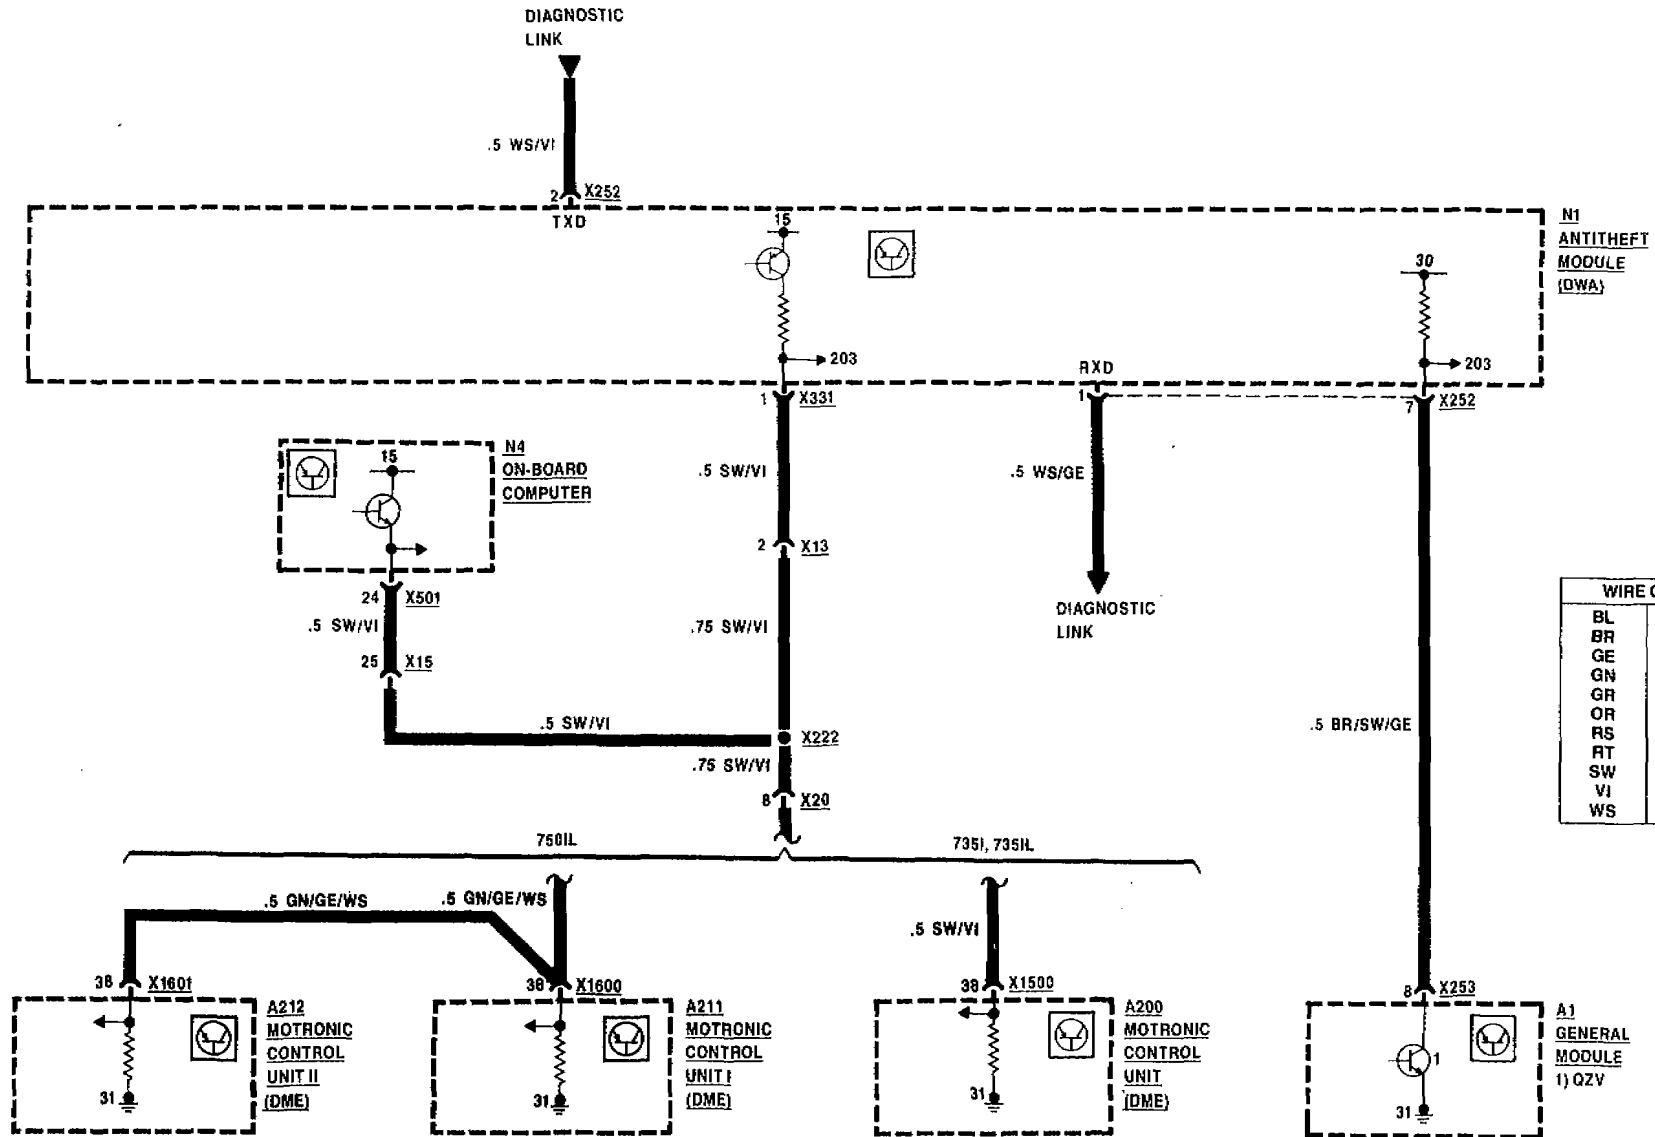 DIAGNOSTIC
LINK
.5 WS/VI
2 X252
TXD
15
30
203
203
RXD
N1
ANTITHEFT
MODULE
(DWA)
1 X331
1
7 X252
N4
ON-BOARD
COMPUTER
15
.5 SW/VI
.5 WS/GE
2 X13
24 X501
.5 SW/VI
25 X15
.75 SW/VI
DIAGNOSTIC
LINK
.5 SW/VI
X222
.75 SW/VI
8 X20
.5 BR/SW/GE
WIRE
BL
BR
GE
GN
GR
OR
RS
RT
SW
VI
WS
750IL
735I, 735IL
.5 GN/GE/WS
.5 GN/GE/WS
.5 SW/VI
38 X1601
38 X1600
38 X1500
8 X253
A212
MOTRONIC
CONTROL
UNIT II
(DME)
31
A211
MOTRONIC
CONTROL
UNIT I
(DME)
31
A200
MOTRONIC
CONTROL
UNIT
(DME)
31
A1
GENERAL
MODULE
1) QZV
1
31